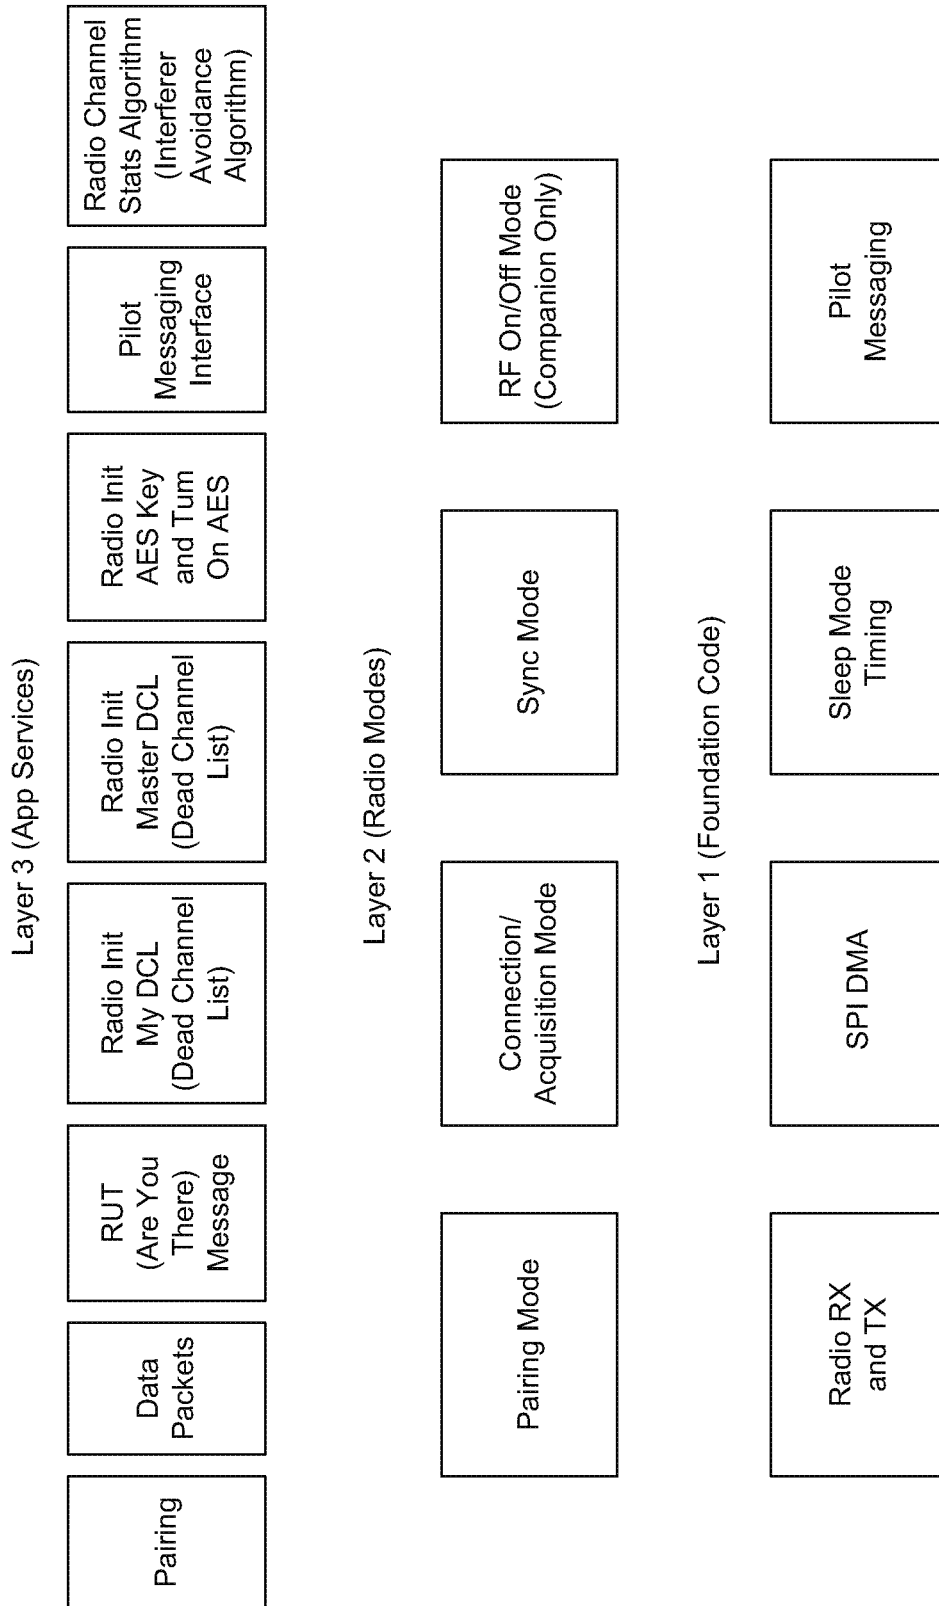 Layer 3 (App Services)
Pairing
Data
Packets
RUT
(Are You
There)
Message
Radio Init
My DCL
(Dead Channel
List)
Radio Init
Master DCL
(Dead Channel
List)
Radio Init
AES Key
and Tum
On AES
Pilot
Messaging
Interface
Radio Channel
Stats Algorithm
(Interferer
Avoidance
Algorithm)
Layer 2 (Radio Modes)
Pairing Mode
Connection/
Acquisition Mode
Sync Mode
RF On/Off Mode
(Companion Only)
Layer 1 (Foundation Code)
Radio RX
and TX
SPI DMA
Sleep Mode
Timing
Pilot
Messaging